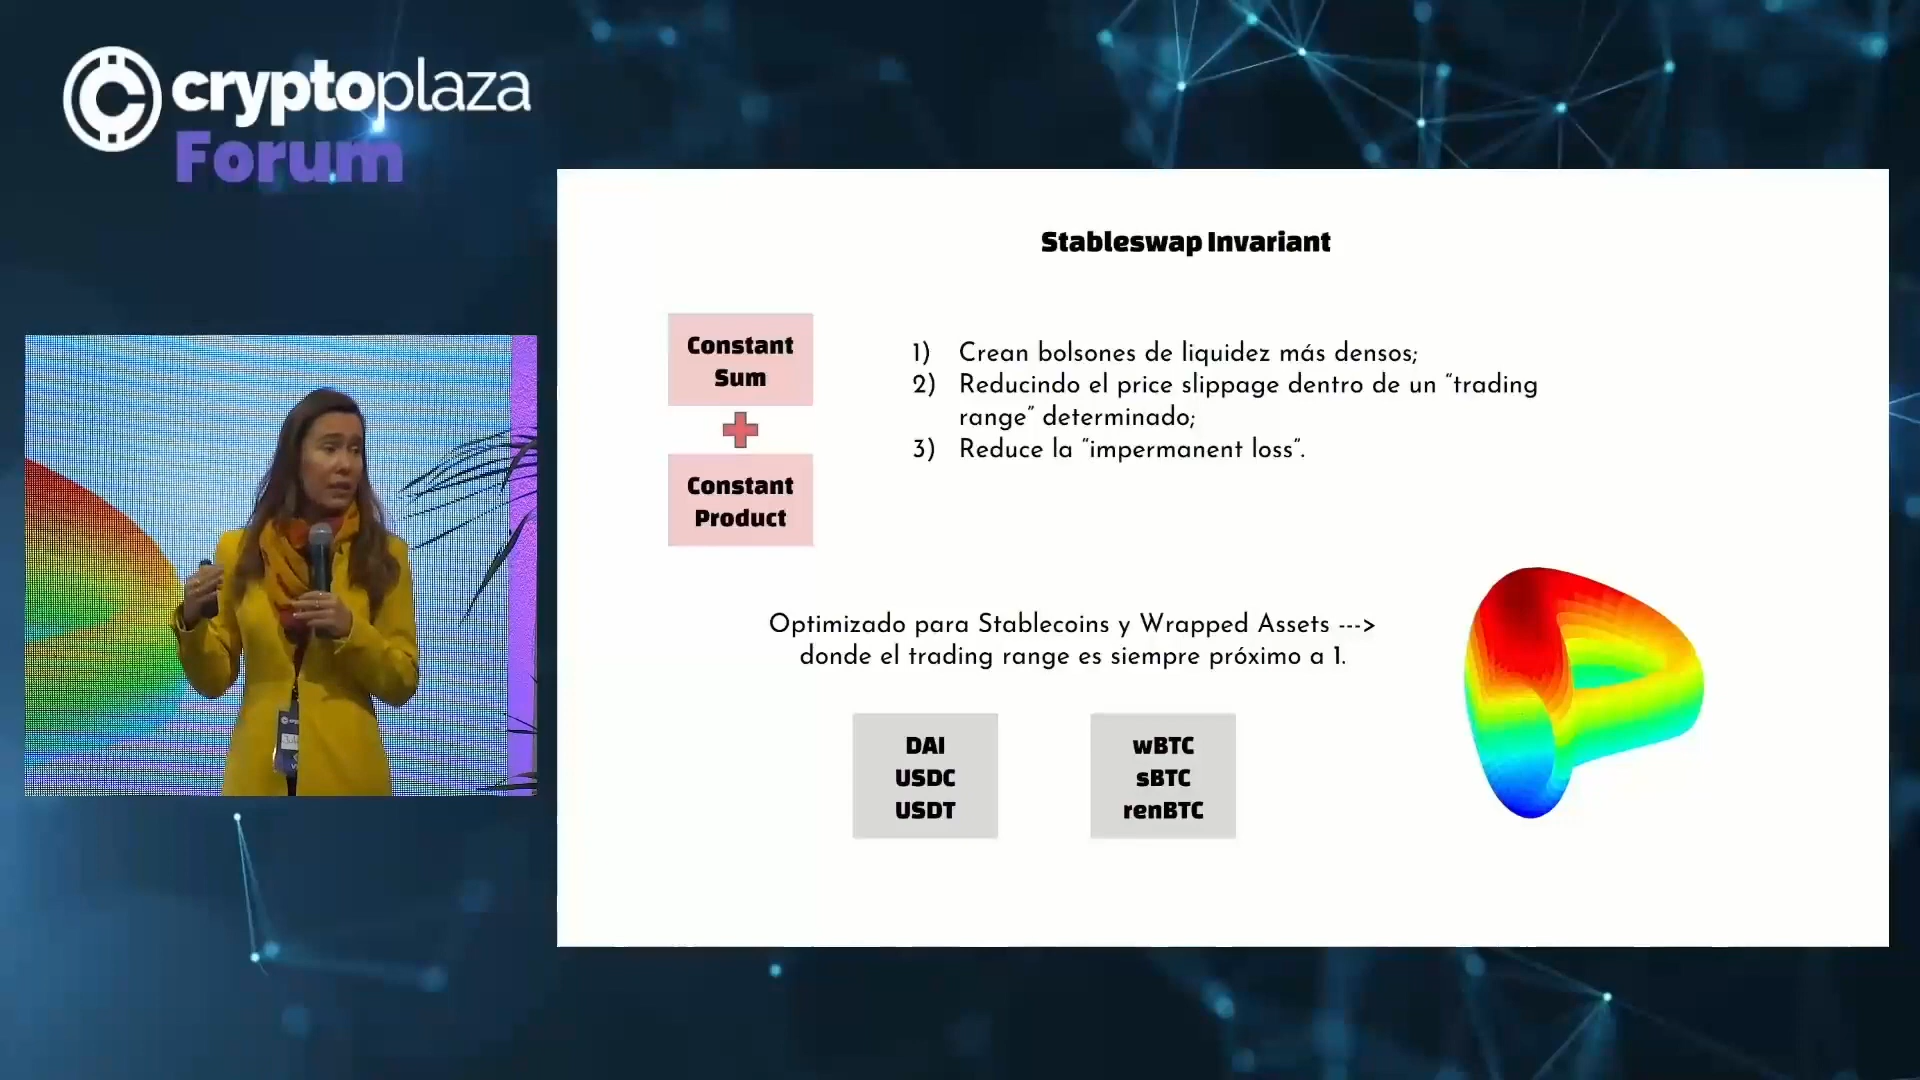 cryptoplaza
Forum
Stableswap Invariant
Constant
Sum
Constant
Product
1) Crean bolsones de liquidez más densos;
2) Reducindo el price slippage dentro de un “trading
range” determinado;
3) Reduce la “impermanent loss”.
Optimizado para Stablecoins y Wrapped Assets --->
donde el trading range es siempre próximo a 1.
DAI
USDC
USDT
wBTC
sBTC
renBTC